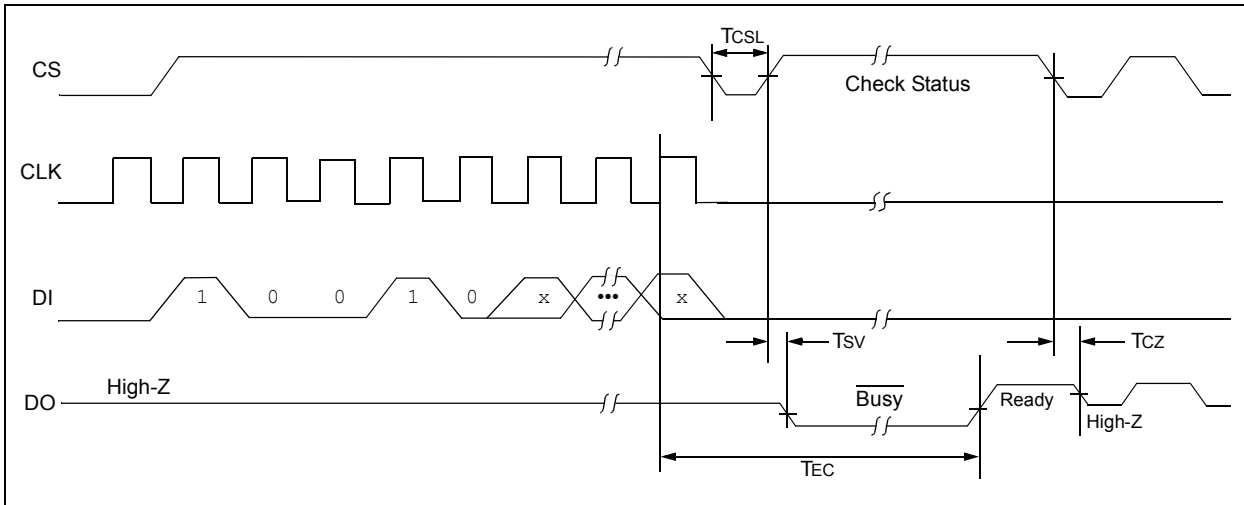 TCSL
CS
Check Status
CLK
DI 1 0 0 1 0 x ••• x
TSV
TCZ
High-Z
DO
Busy
Ready
High-Z
TEC